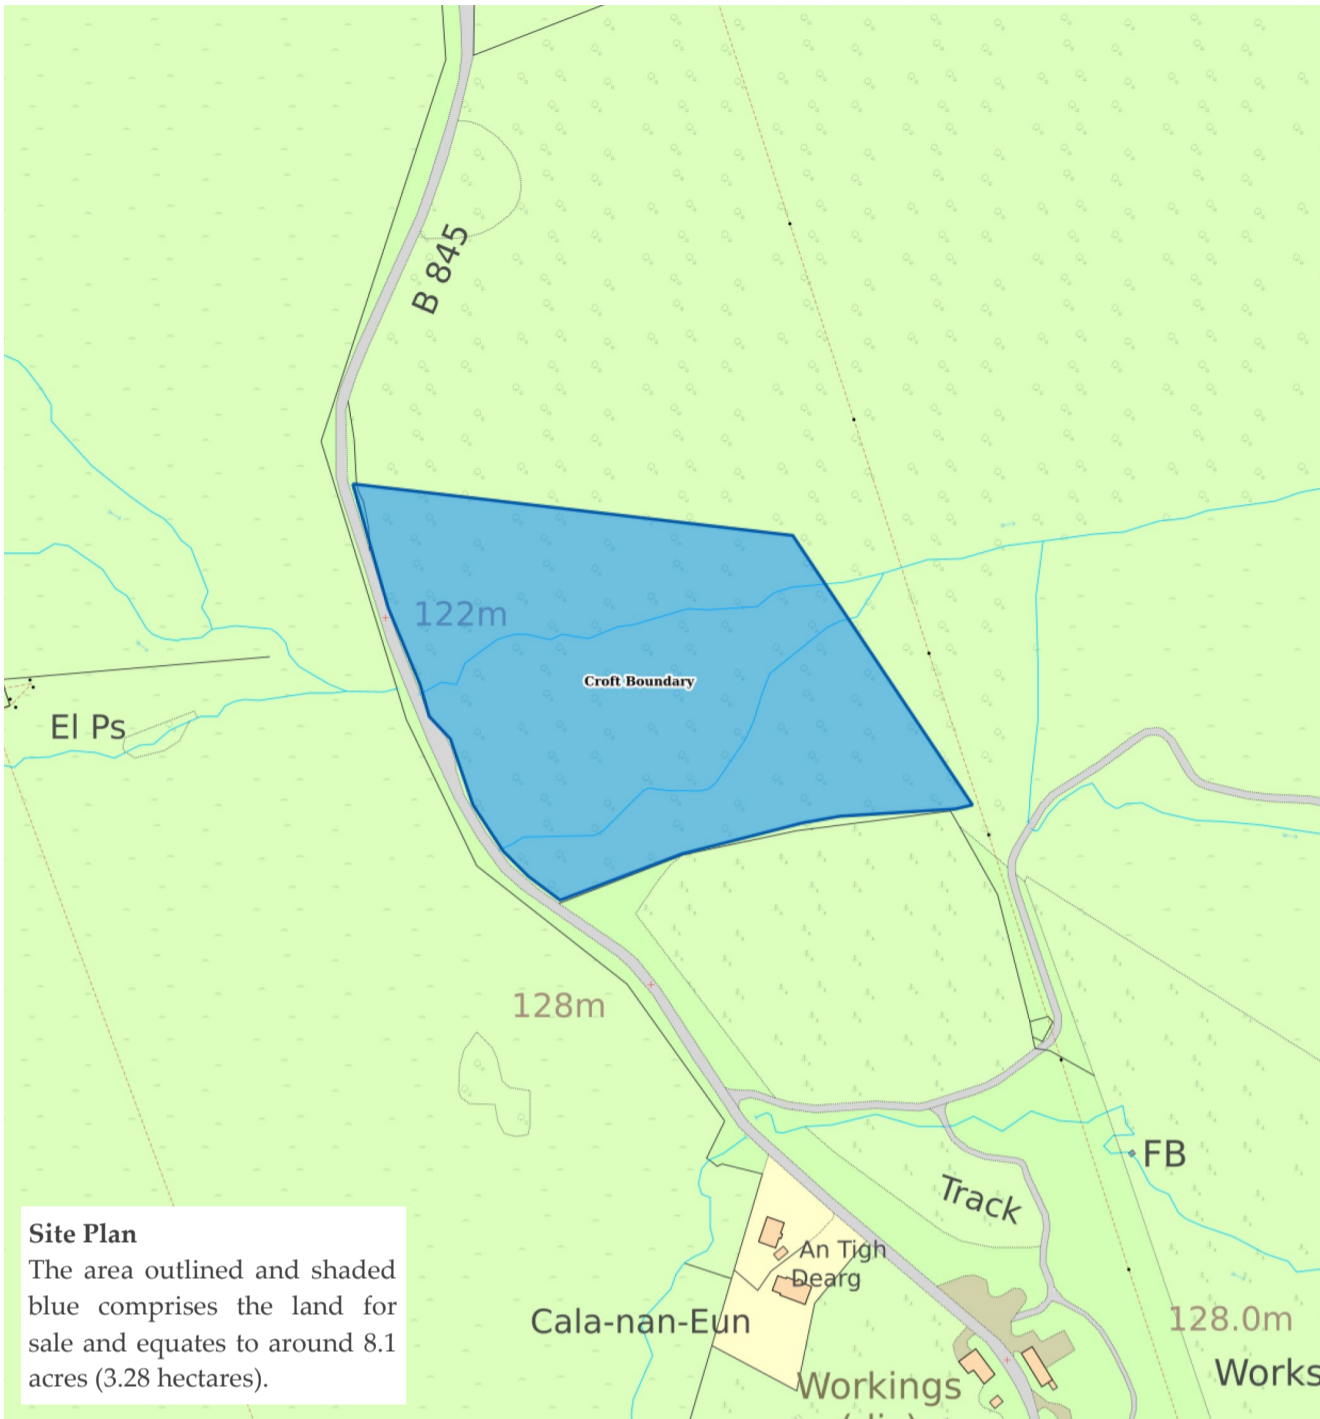 B 845
122m
Croft Boundary
El Ps
128m
FB
Track
Site Plan
The area outlined and shaded
blue comprises the land for
sale and equates to around 8.1
acres (3.28 hectares).
An Tigh
Dearg
Cala-nan-Eun
128.0m
Works
Workings